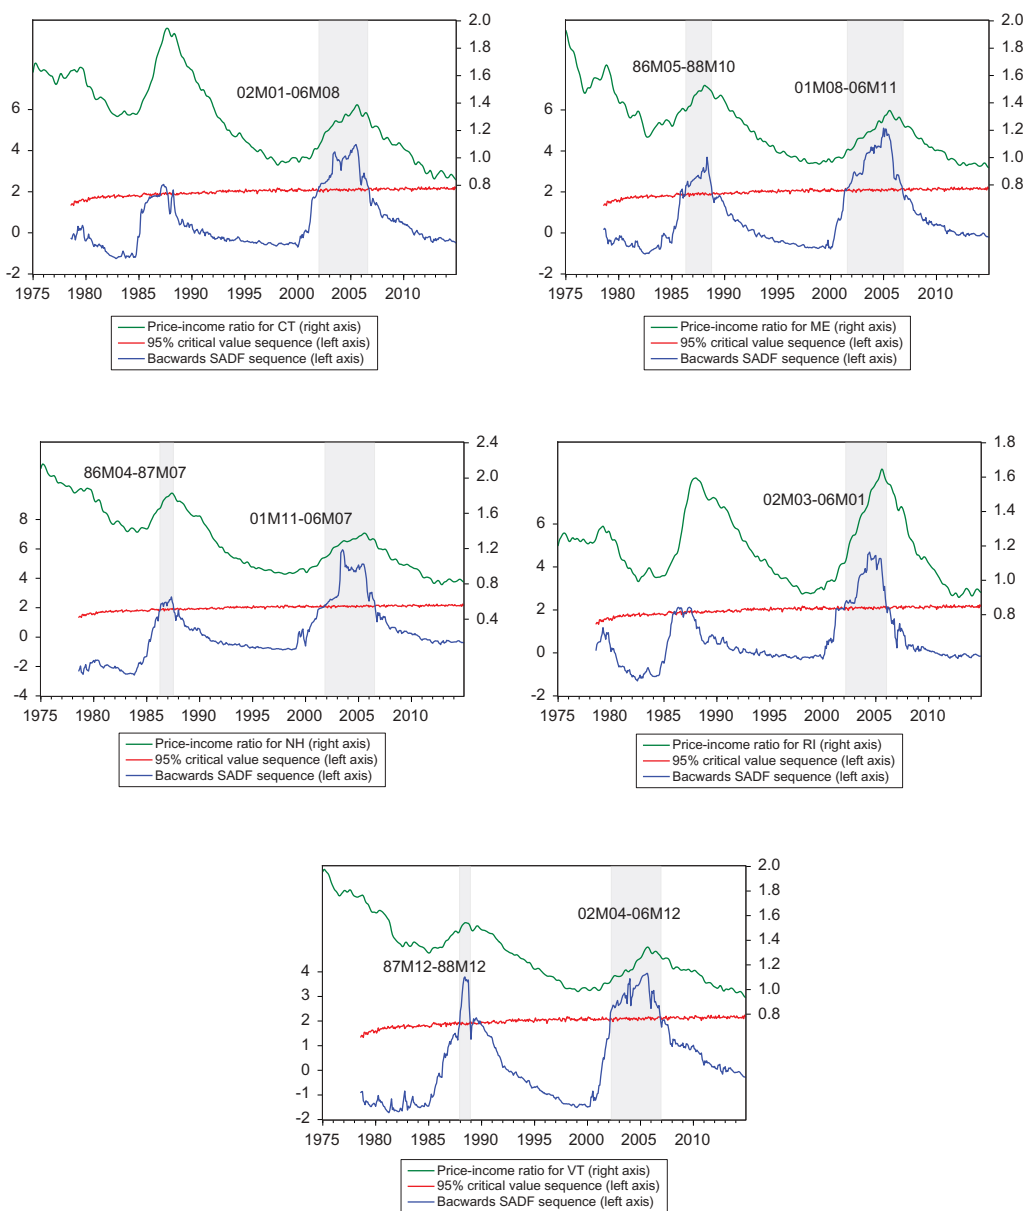 2.0
1.8
1.6
1.4
1.2
1.0
0.8
6
4
2
0
-2
02M01-06M08
1975 1980 1985 1990 1995 2000 2005 2010
Price-income ratio for CT (right axis)
95% critical value sequence (left axis)
Bacwards SADF sequence (left axis)
2.0
1.8
1.6
1.4
1.2
1.0
0.8
6
4
2
0
-2
86M05-88M10
01M08-06M11
1975 1980 1985 1990 1995 2000 2005 2010
Price-income ratio for ME (right axis)
95% critical value sequence (left axis)
Bacwards SADF sequence (left axis)
2.4
2.0
1.6
1.2
0.8
0.4
8
6
4
2
0
-2
-4
86M04-87M07
01M11-06M07
1975 1980 1985 1990 1995 2000 2005 2010
Price-income ratio for NH (right axis)
95% critical value sequence (left axis)
Bacwards SADF sequence (left axis)
1.8
1.6
1.4
1.2
1.0
0.8
6
4
2
0
-2
02M03-06M01
1975 1980 1985 1990 1995 2000 2005 2010
Price-income ratio for RI (right axis)
95% critical value sequence (left axis)
Bacwards SADF sequence (left axis)
2.0
1.8
1.6
1.4
1.2
1.0
0.8
4
3
2
1
0
-1
-2
02M04-06M12
87M12-88M12
1975 1980 1985 1990 1995 2000 2005 2010
Price-income ratio for VT (right axis)
95% critical value sequence (left axis)
Bacwards SADF sequence (left axis)